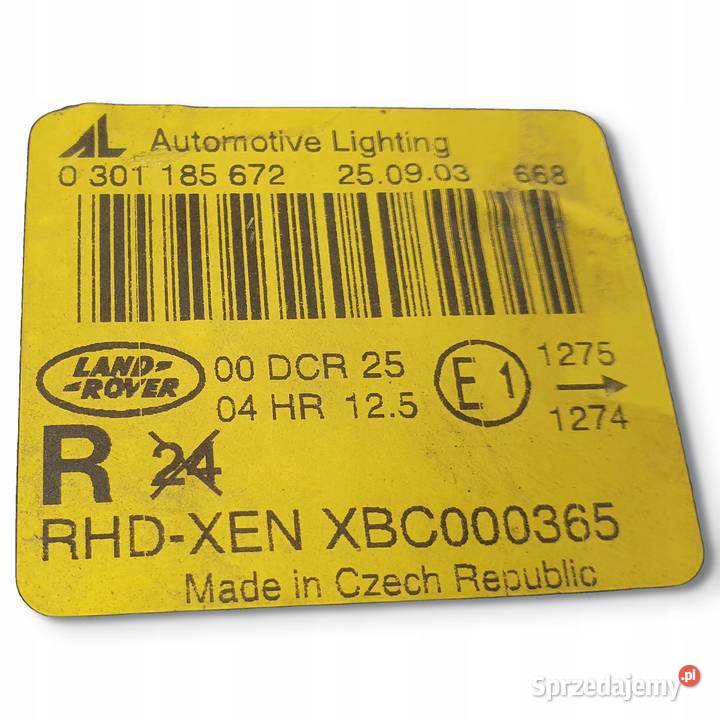 AL Automotive Lighting
0 301 185 672 25.09.03 668
LAND-
-ROVER
00 DCR 25
04 HR 12.5
E1
1275
1274
R 24
RHD-XEN XBC000365
Made in Czech Republic
Sprzedajemy.pl